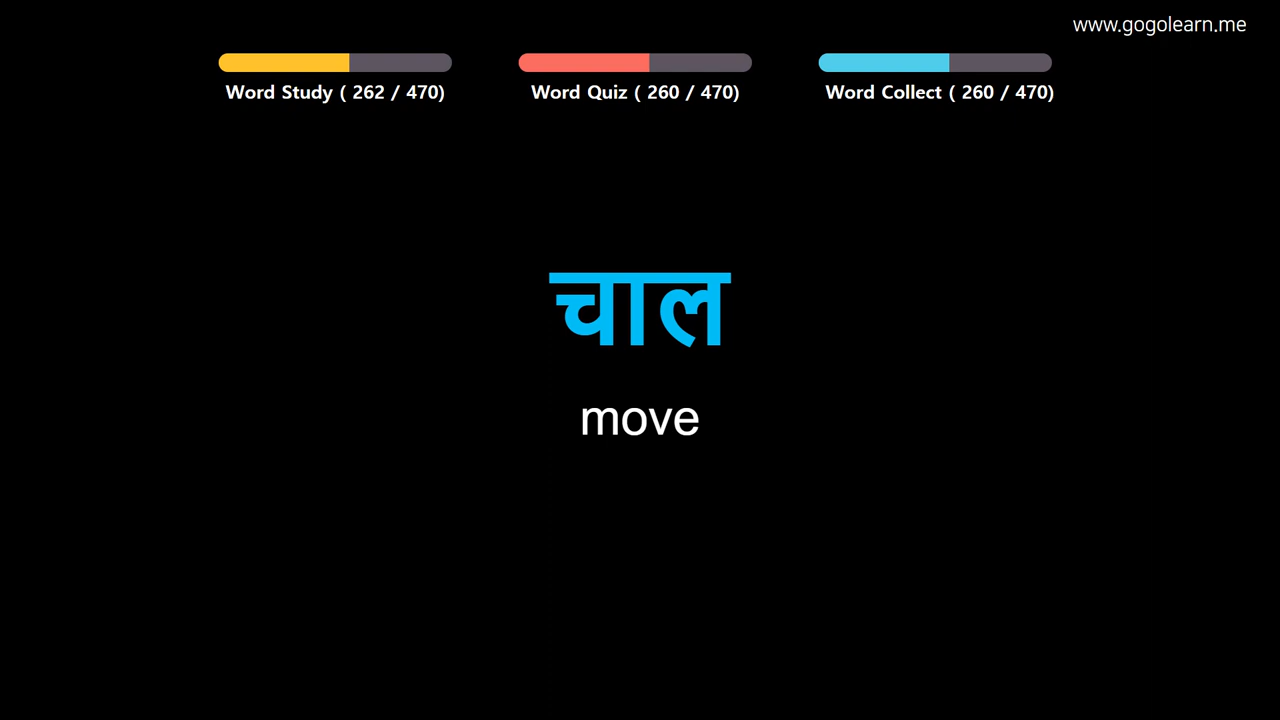 www.gogolearn.me
Word Study ( 262 / 470)
Word Quiz ( 260 / 470)
Word Collect ( 260 / 470)
चाल
move